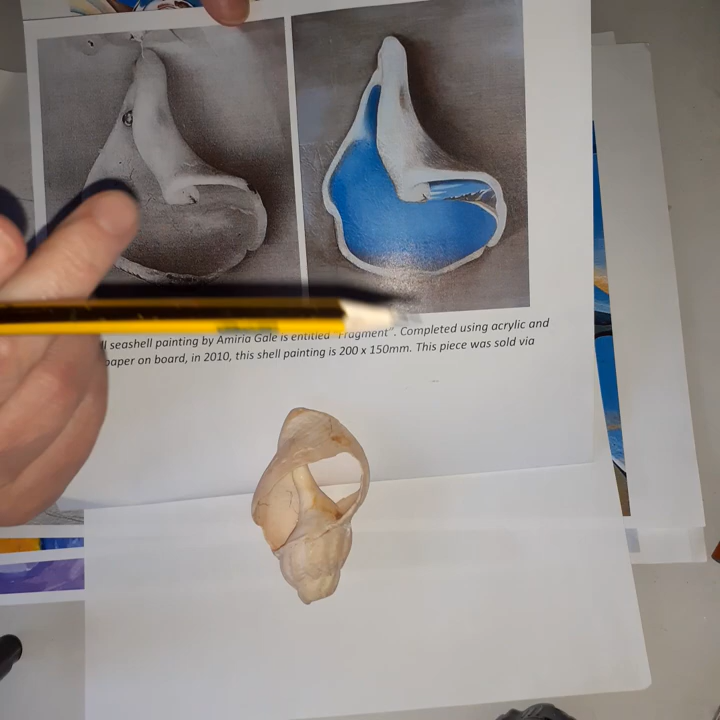 ll seashell painting by Amiria Gale is entitled "Fragment". Completed using acrylic and
paper on board, in 2010, this shell painting is 200 x 150mm. This piece was sold via